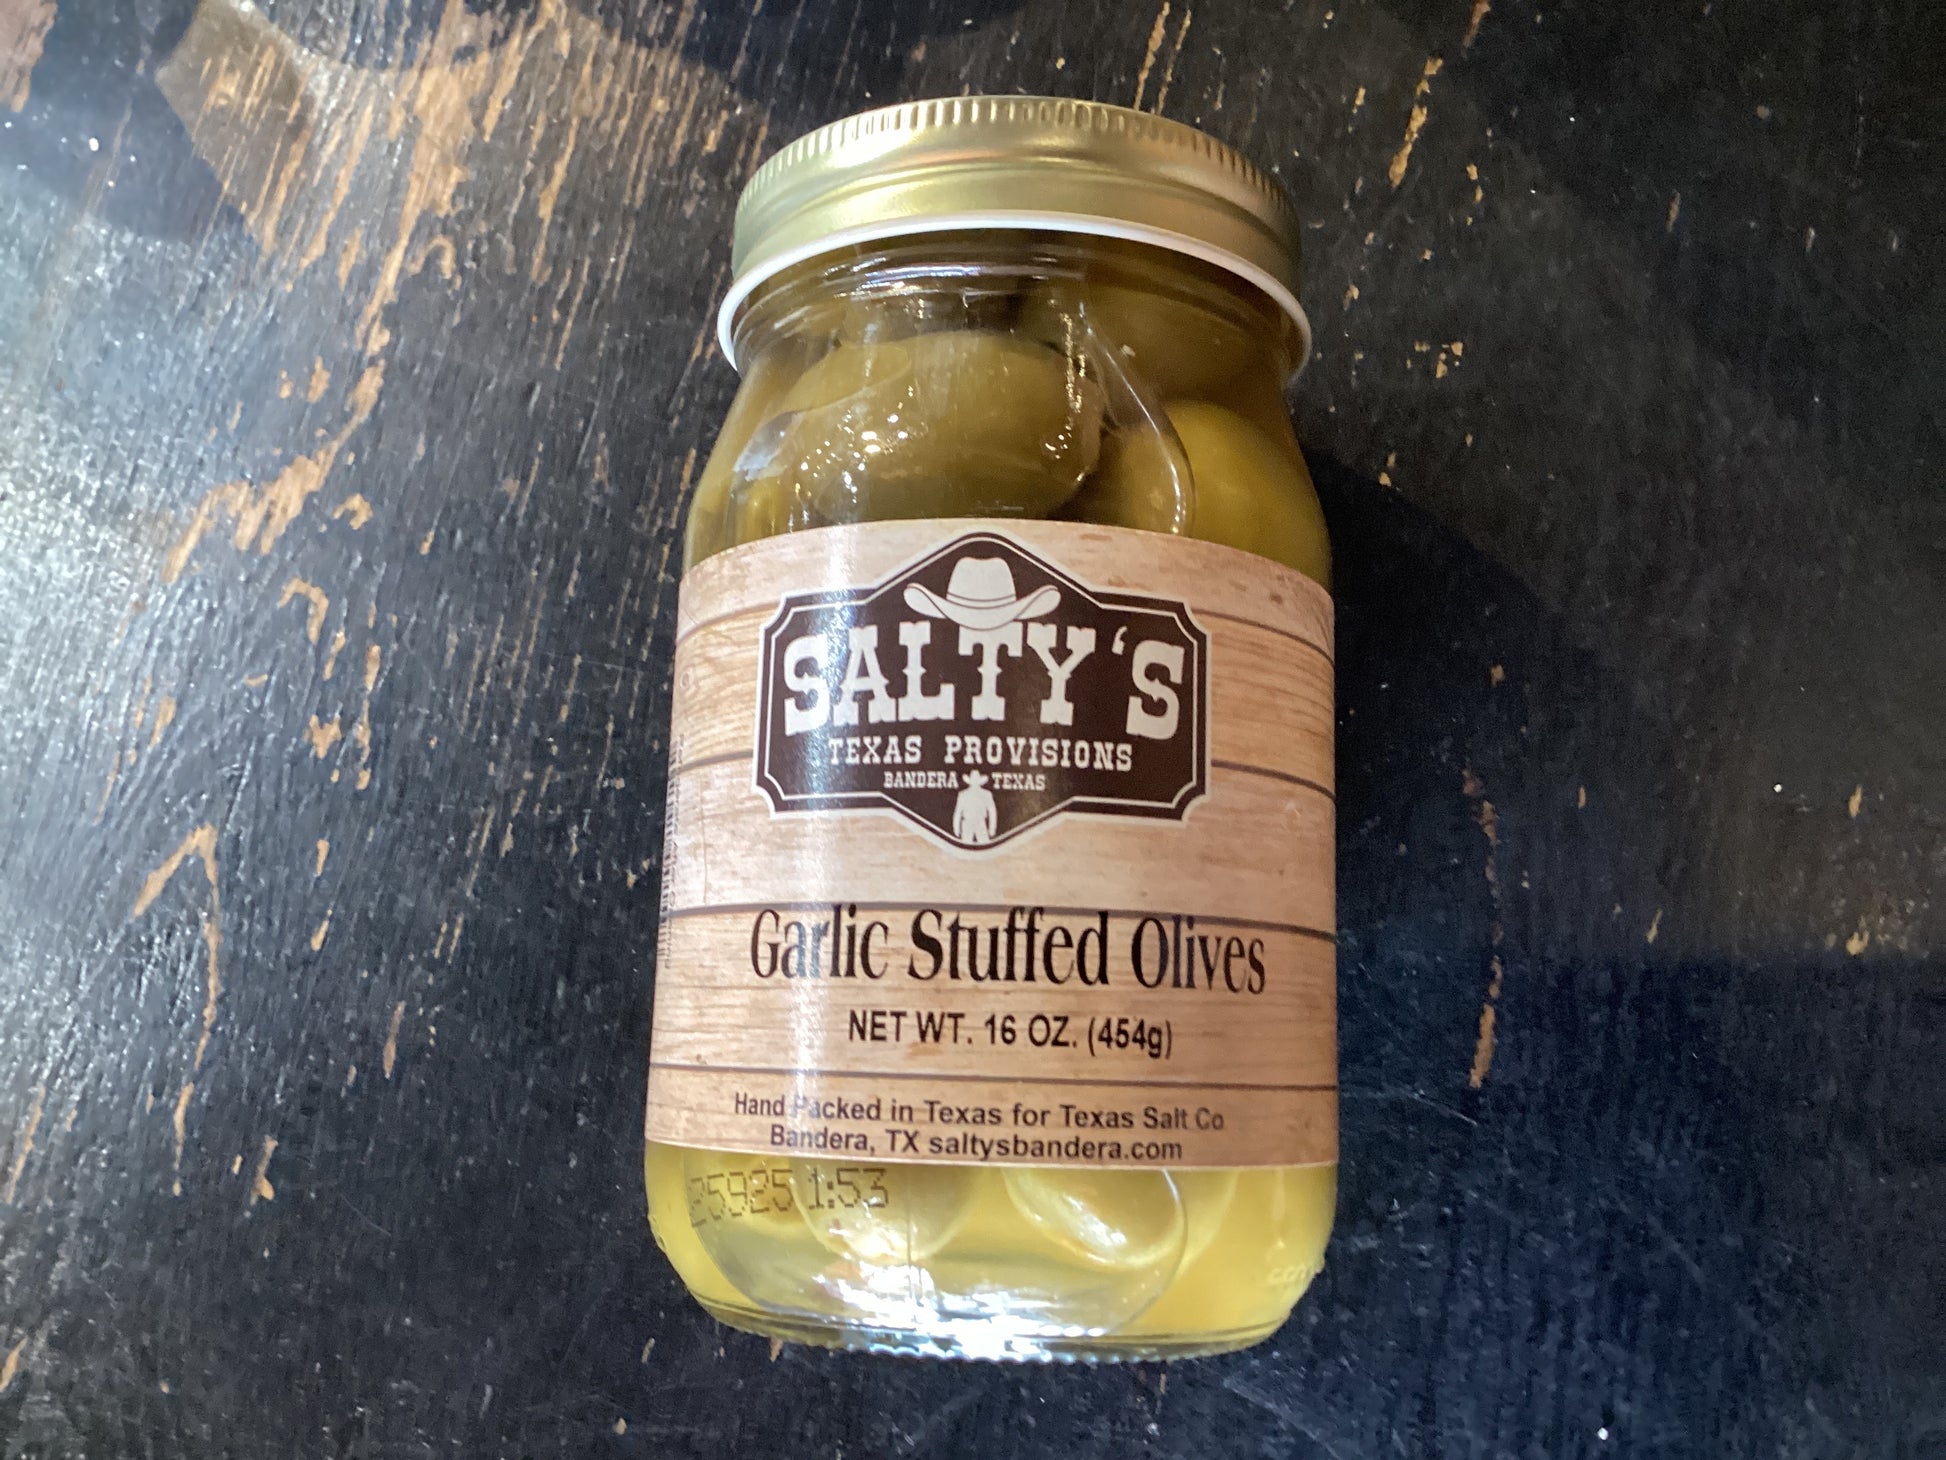 SALTY'S
TEXAS PROVISIONS
BANDERA TEXAS
Garlic Stuffed Olives
NET WT. 16 OZ. (454g)
Hand Packed in Texas for Texas Salt Co
Bandera, TX saltysbandera.com
25925 1:53